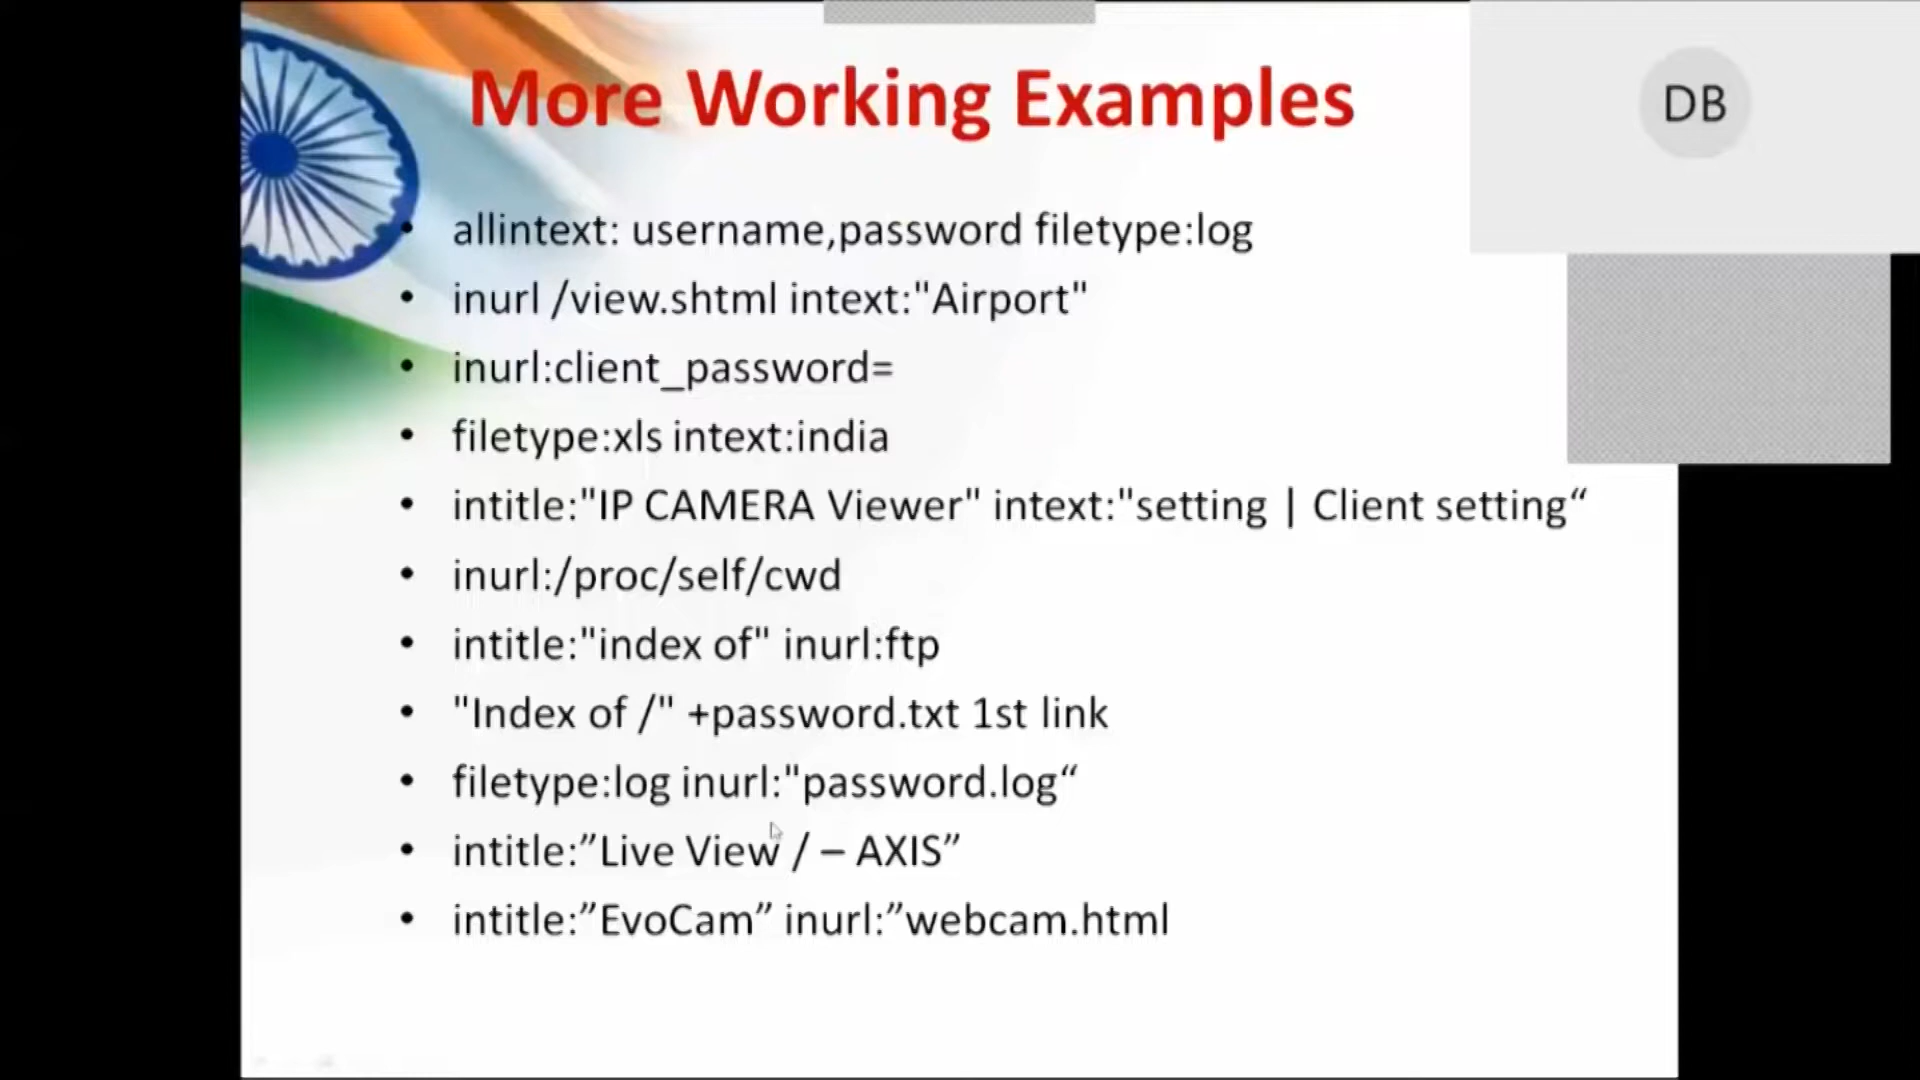 More Working Examples
DB
• allintext: username,password filetype:log
• inurl /view.shtml intext:"Airport"
• inurl:client_password=
• filetype:xls intext:india
• intitle:"IP CAMERA Viewer" intext:"setting | Client setting“
• inurl:/proc/self/cwd
• intitle:"index of" inurl:ftp
• "Index of /" +password.txt 1st link
• filetype:log inurl:"password.log“
• intitle:”Live View / – AXIS”
• intitle:”EvoCam” inurl:”webcam.html